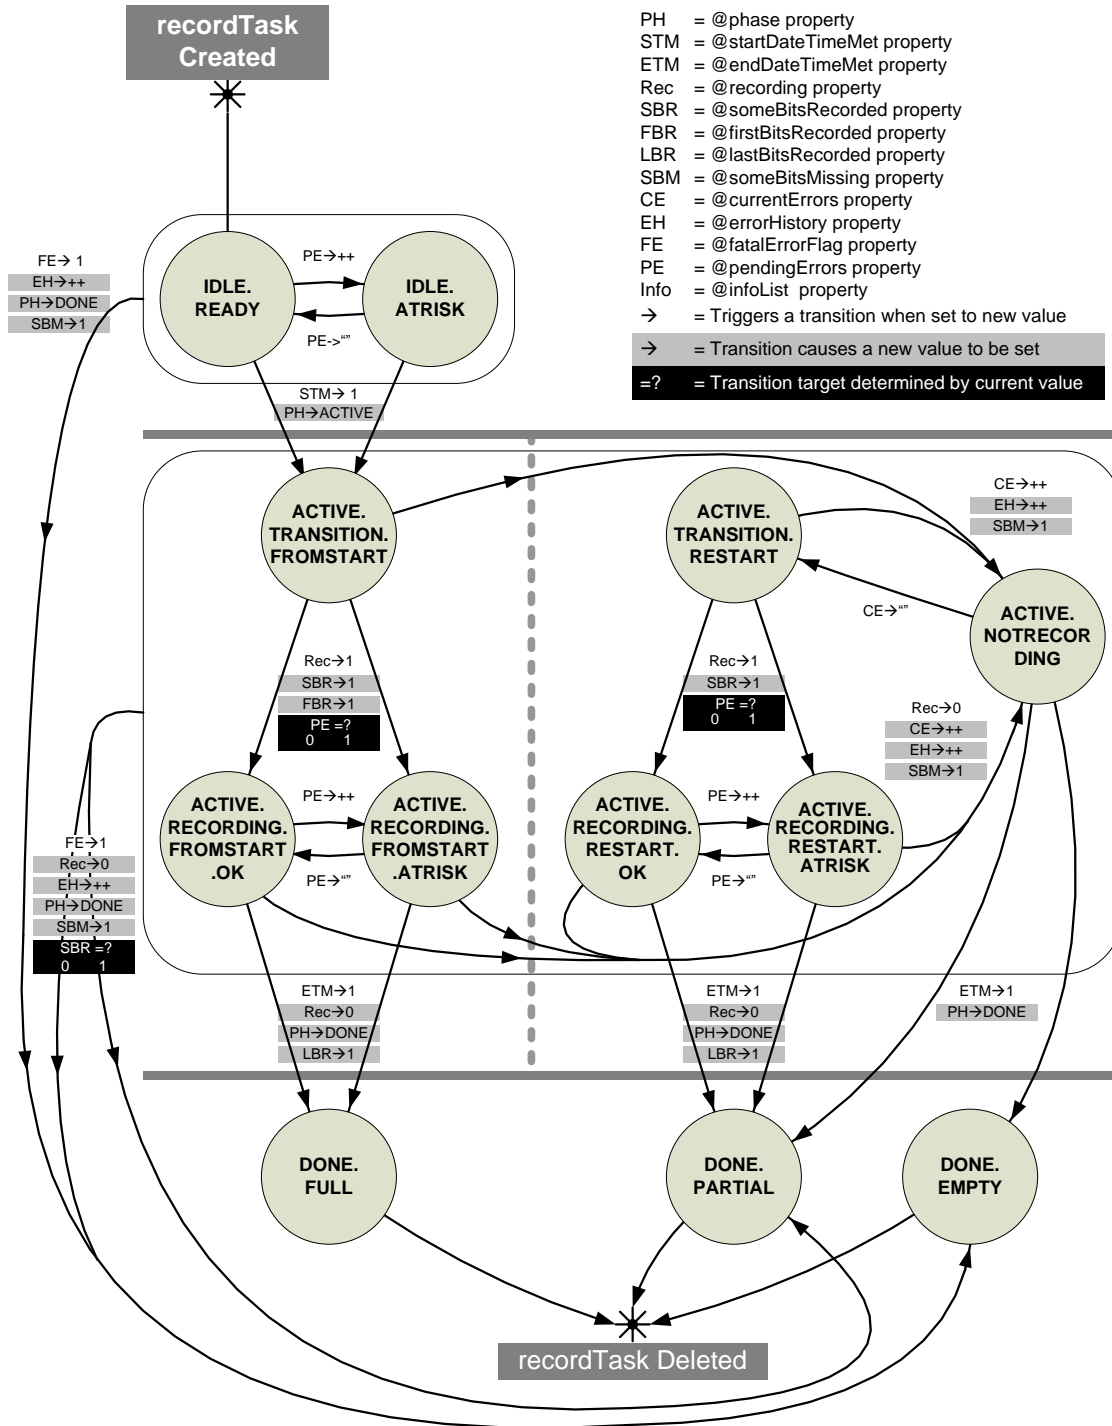 recordTask
Created
PH = @phase property
STM = @startDateTimeMet property
ETM = @endDateTimeMet property
Rec = @recording property
SBR = @someBitsRecorded property
FBR = @firstBitsRecorded property
LBR = @lastBitsRecorded property
SBM = @someBitsMissing property
CE = @currentErrors property
EH = @errorHistory property
FE = @fatalErrorFlag property
PE = @pendingErrors property
Info = @infoList property
→ = Triggers a transition when set to new value
→ = Transition causes a new value to be set
=? = Transition target determined by current value
FE→ 1
EH→++
PH→DONE
SBM→1
IDLE.
READY
PE→++
PE->“”
IDLE.
ATRISK
STM→ 1
PH→ACTIVE
ACTIVE.
TRANSITION.
FROMSTART
ACTIVE.
TRANSITION.
RESTART
CE→++
EH→++
SBM→1
CE→“”
ACTIVE.
NOTRECOR
DING
Rec→1
SBR→1
FBR→1
PE =?
0 1
Rec→1
SBR→1
PE =?
0 1
Rec→0
CE→++
EH→++
SBM→1
ACTIVE.
RECORDING.
FROMSTART
.OK
PE→++
PE→“”
ACTIVE.
RECORDING.
FROMSTART
.ATRISK
ACTIVE.
RECORDING.
RESTART.
OK
PE→++
PE→“”
ACTIVE.
RECORDING.
RESTART.
ATRISK
FE→1
Rec→0
EH→++
PH→DONE
SBM→1
SBR =?
0 1
ETM→1
Rec→0
PH→DONE
LBR→1
ETM→1
Rec→0
PH→DONE
LBR→1
ETM→1
PH→DONE
DONE.
FULL
DONE.
PARTIAL
DONE.
EMPTY
recordTask Deleted